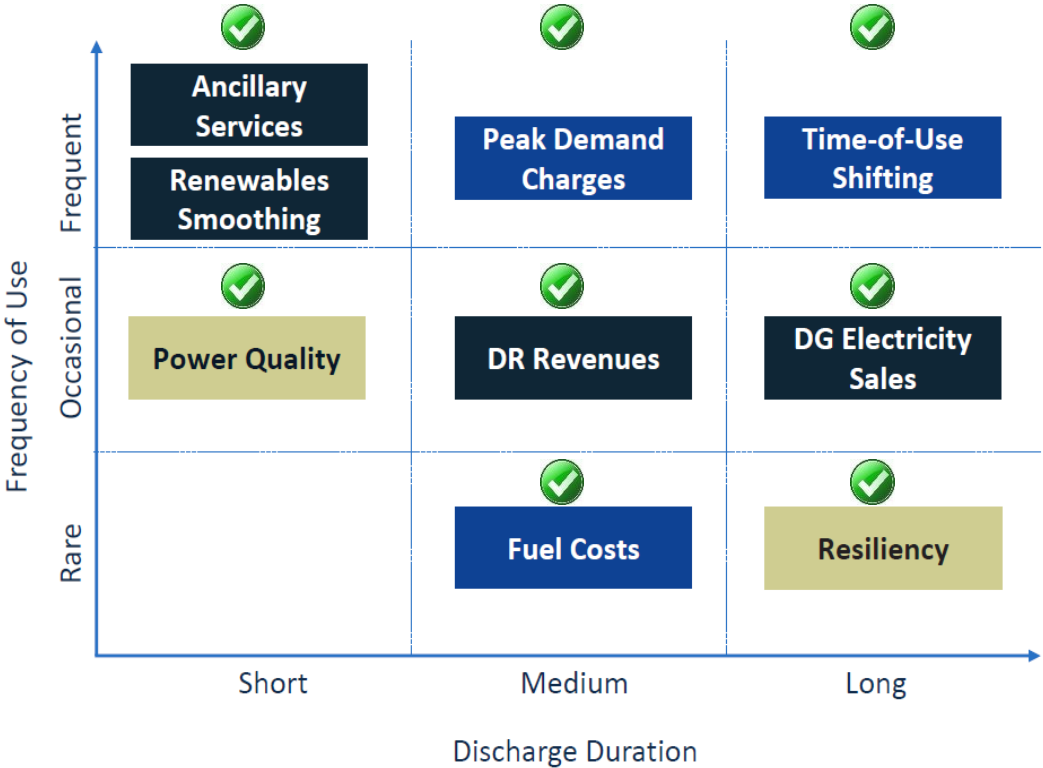 Ancillary
Services
Renewables
Smoothing
Peak Demand
Charges
Time-of-Use
Shifting
Frequent
Power Quality
DR Revenues
DG Electricity
Sales
Occasional
Frequency of Use
Fuel Costs
Resiliency
Rare
Short
Medium
Long
Discharge Duration